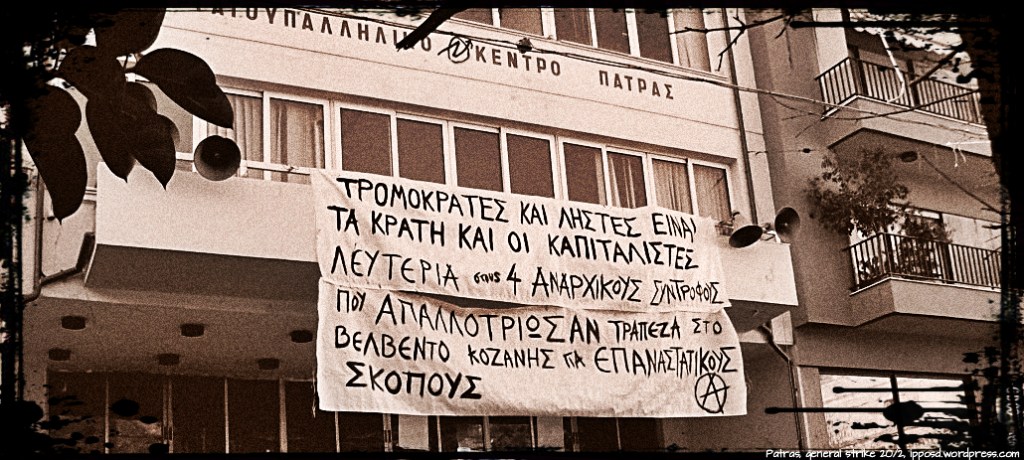 ΚΕΝΤΡΟ ΠΑΤΡΑΣ
ΤΡΟΜΟΚΡΑΤΕΣ ΚΑΙ ΛΗΣΤΕΣ ΕΙΝΑΙ
ΤΑ ΚΡΑΤΗ ΚΑΙ ΟΙ ΚΑΠΙΤΑΛΙΣΤΕΣ
ΛΕΥΤΕΡΙΑ στους 4 ΑΝΑΡΧΙΚΟΥΣ ΣΥΝΤΡΟΦΟΥΣ
ΠΟΥ ΑΠΑΛΛΟΤΡΙΩΣΑΝ ΤΡΑΠΕΖΑ ΣΤΟ
ΒΕΛΒΕΝΤΟ ΚΟΖΑΝΗΣ ΓΙΑ ΕΠΑΝΑΣΤΑΤΙΚΟΥΣ
ΣΚΟΠΟΥΣ
Patras, general strike 20/2, ipposd.wordpress.com